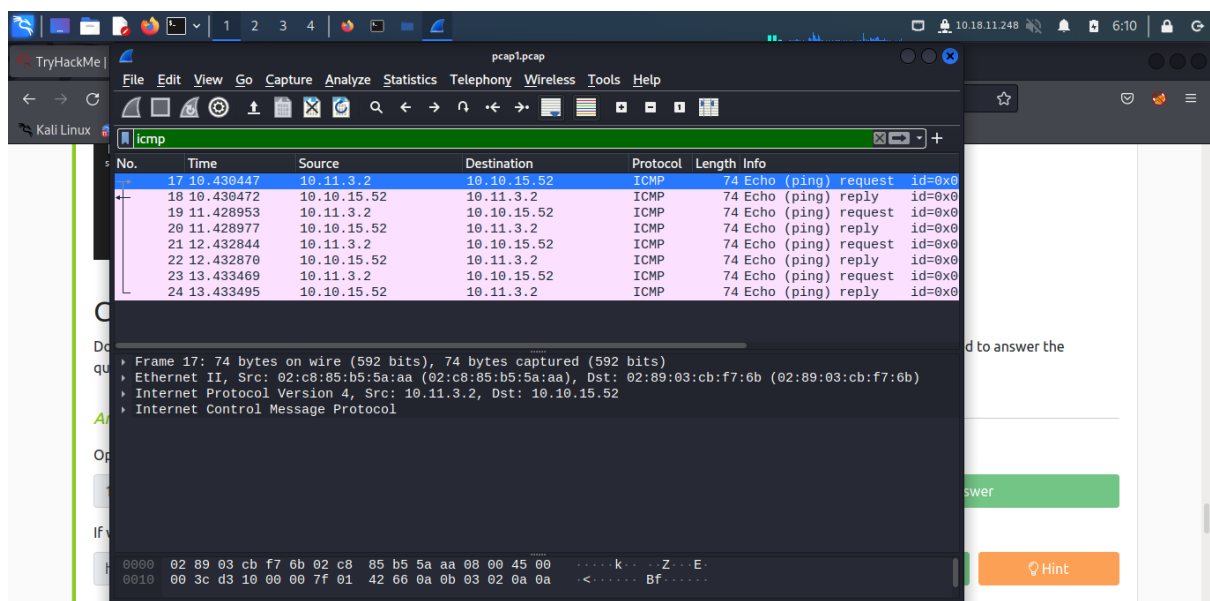 1 2 3 4 10.18.11.248 6:10
TryHackMe |
pcap1.pcap
File Edit View Go Capture Analyze Statistics Telephony Wireless Tools Help
Kali Linux
icmp
No. Time Source Destination Protocol Length Info
17 10.430447 10.11.3.2 10.10.15.52 ICMP 74 Echo (ping) request id=0x0
18 10.430472 10.10.15.52 10.11.3.2 ICMP 74 Echo (ping) reply id=0x0
19 11.428953 10.11.3.2 10.10.15.52 ICMP 74 Echo (ping) request id=0x0
20 11.428977 10.10.15.52 10.11.3.2 ICMP 74 Echo (ping) reply id=0x0
21 12.432844 10.11.3.2 10.10.15.52 ICMP 74 Echo (ping) request id=0x0
22 12.432870 10.10.15.52 10.11.3.2 ICMP 74 Echo (ping) reply id=0x0
23 13.433469 10.11.3.2 10.10.15.52 ICMP 74 Echo (ping) request id=0x0
24 13.433495 10.10.15.52 10.11.3.2 ICMP 74 Echo (ping) reply id=0x0
d to answer the
Frame 17: 74 bytes on wire (592 bits), 74 bytes captured (592 bits)
Ethernet II, Src: 02:c8:85:b5:5a:aa (02:c8:85:b5:5a:aa), Dst: 02:89:03:cb:f7:6b (02:89:03:cb:f7:6b)
Internet Protocol Version 4, Src: 10.11.3.2, Dst: 10.10.15.52
Internet Control Message Protocol
swer
If
Hint
0000 02 89 03 cb f7 6b 02 c8 85 b5 5a aa 08 00 45 00 ·····k·· ··Z···E·
0010 00 3c d3 10 00 00 7f 01 42 66 0a 0b 03 02 0a 0a ·<······ Bf······